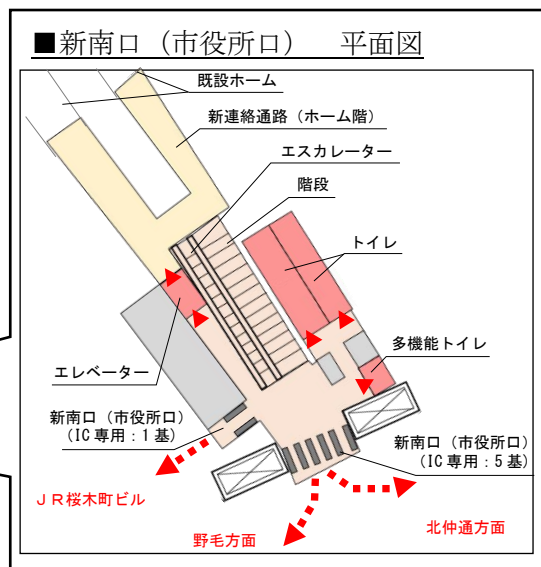 ■新南口（市役所口）　平面図
既設ホーム
新連絡通路（ホーム階）
エスカレーター
階段
トイレ
多機能トイレ
エレベーター
新南口（市役所口）
（IC専用：1基）
新南口（市役所口）
（IC専用：5基）
ＪＲ桜木町ビル
野毛方面
北仲通方面